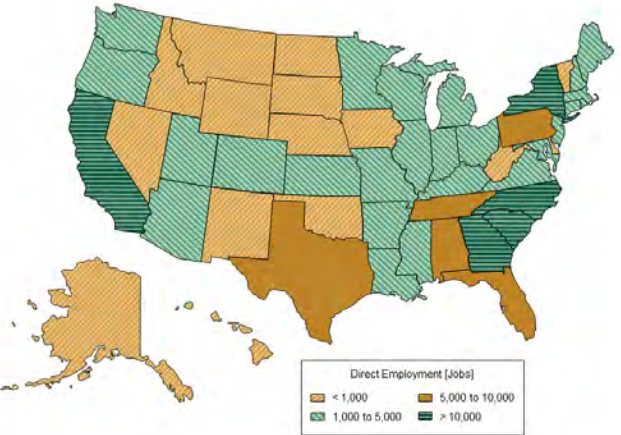 Direct Employment [Jobs]
< 1,000
5,000 to 10,000
1,000 to 5,000
> 10,000